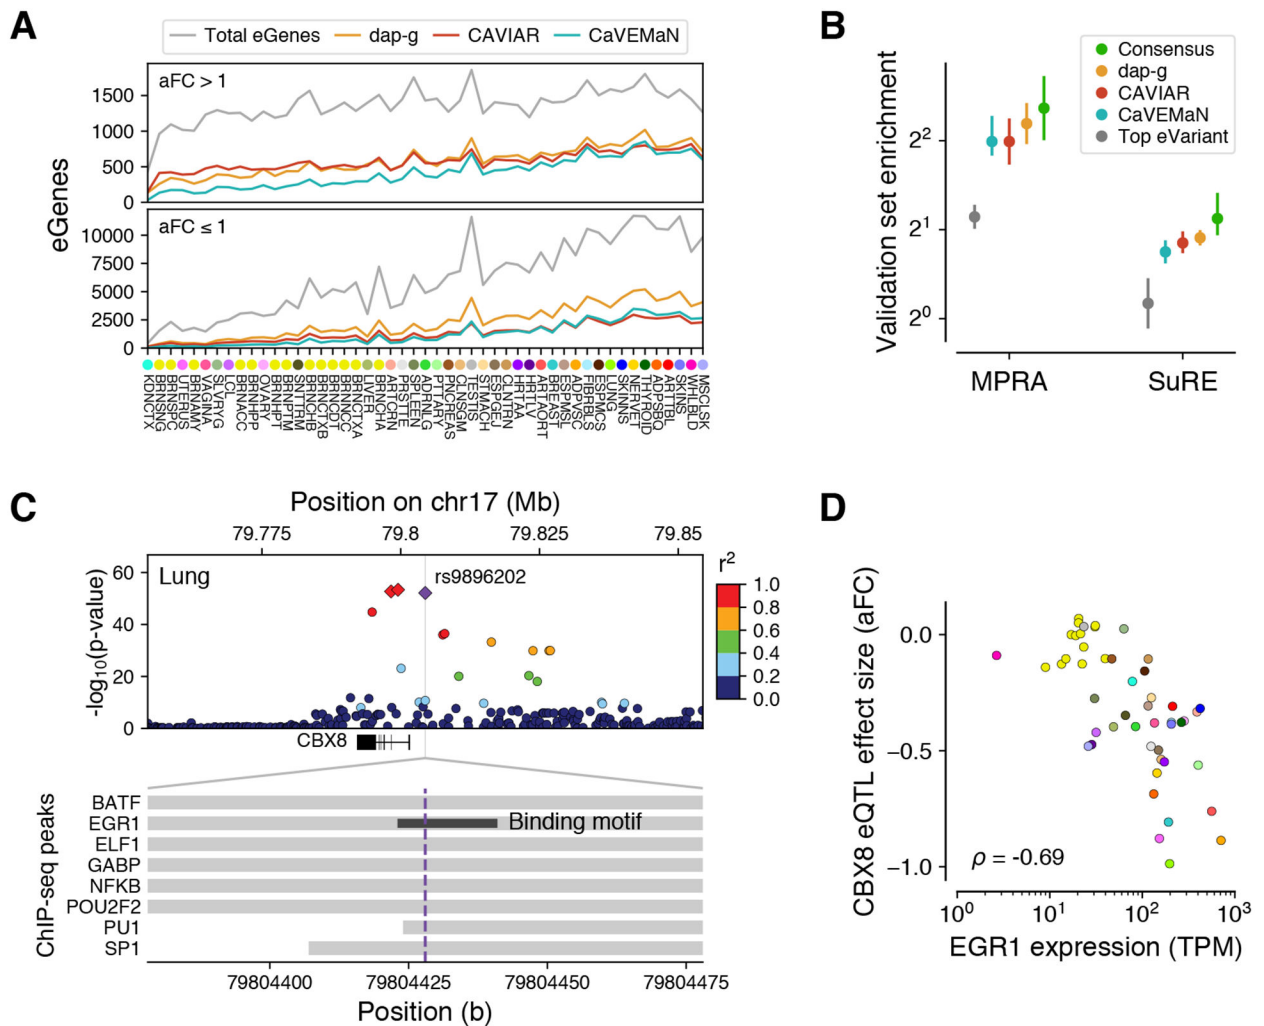 A
Total eGenes dap-g CAVIAR CaVEMaN
aFC > 1
1500
1000
500
0
eGenes
aFC ≤ 1
10000
7500
5000
2500
0
KDNCTX
BRNSNG
BRNSPC
UTERUS
BRNAMY
VAGINA
SLVRYG
LCL
BRNACC
BRNHPP
OVARY
BRNHPT
BRNPTM
SNTTRM
BRNCHB
BRNCTXB
BRNCDT
BRNNCC
BRNCTXA
LIVER
BRNCHA
ARTCRN
PRSTTE
SPLEEN
ADRNLG
PTTARY
PNCREAS
CLNSGM
TESTIS
STMACH
ESPGEJ
CLNTRN
HRTAA
HRTLV
ARTAORT
BREAST
ESPMSL
ADPVSC
FIBRBLS
ESPMCS
LUNG
SKINNS
NERVET
THYROID
ADPSBQ
ARTTBL
SKINS
WHLBLD
MSCLSK
B
Consensus
dap-g
CAVIAR
CaVEMaN
Top eVariant
Validation set enrichment
2²
2¹
2⁰
MPRA SuRE
C
Position on chr17 (Mb)
79.775 79.8 79.825 79.85
Lung
rs9896202
-log₁₀(p-value)
60
40
20
0
r²
1.0
0.8
0.6
0.4
0.2
0.0
CBX8
ChIP-seq peaks
BATF
EGR1
Binding motif
ELF1
GABP
NFKB
POU2F2
PU1
SP1
79804400 79804425 79804450 79804475
Position (b)
D
CBX8 eQTL effect size (aFC)
0.0
−0.5
−1.0
ρ = -0.69
10⁰ 10¹ 10² 10³
EGR1 expression (TPM)